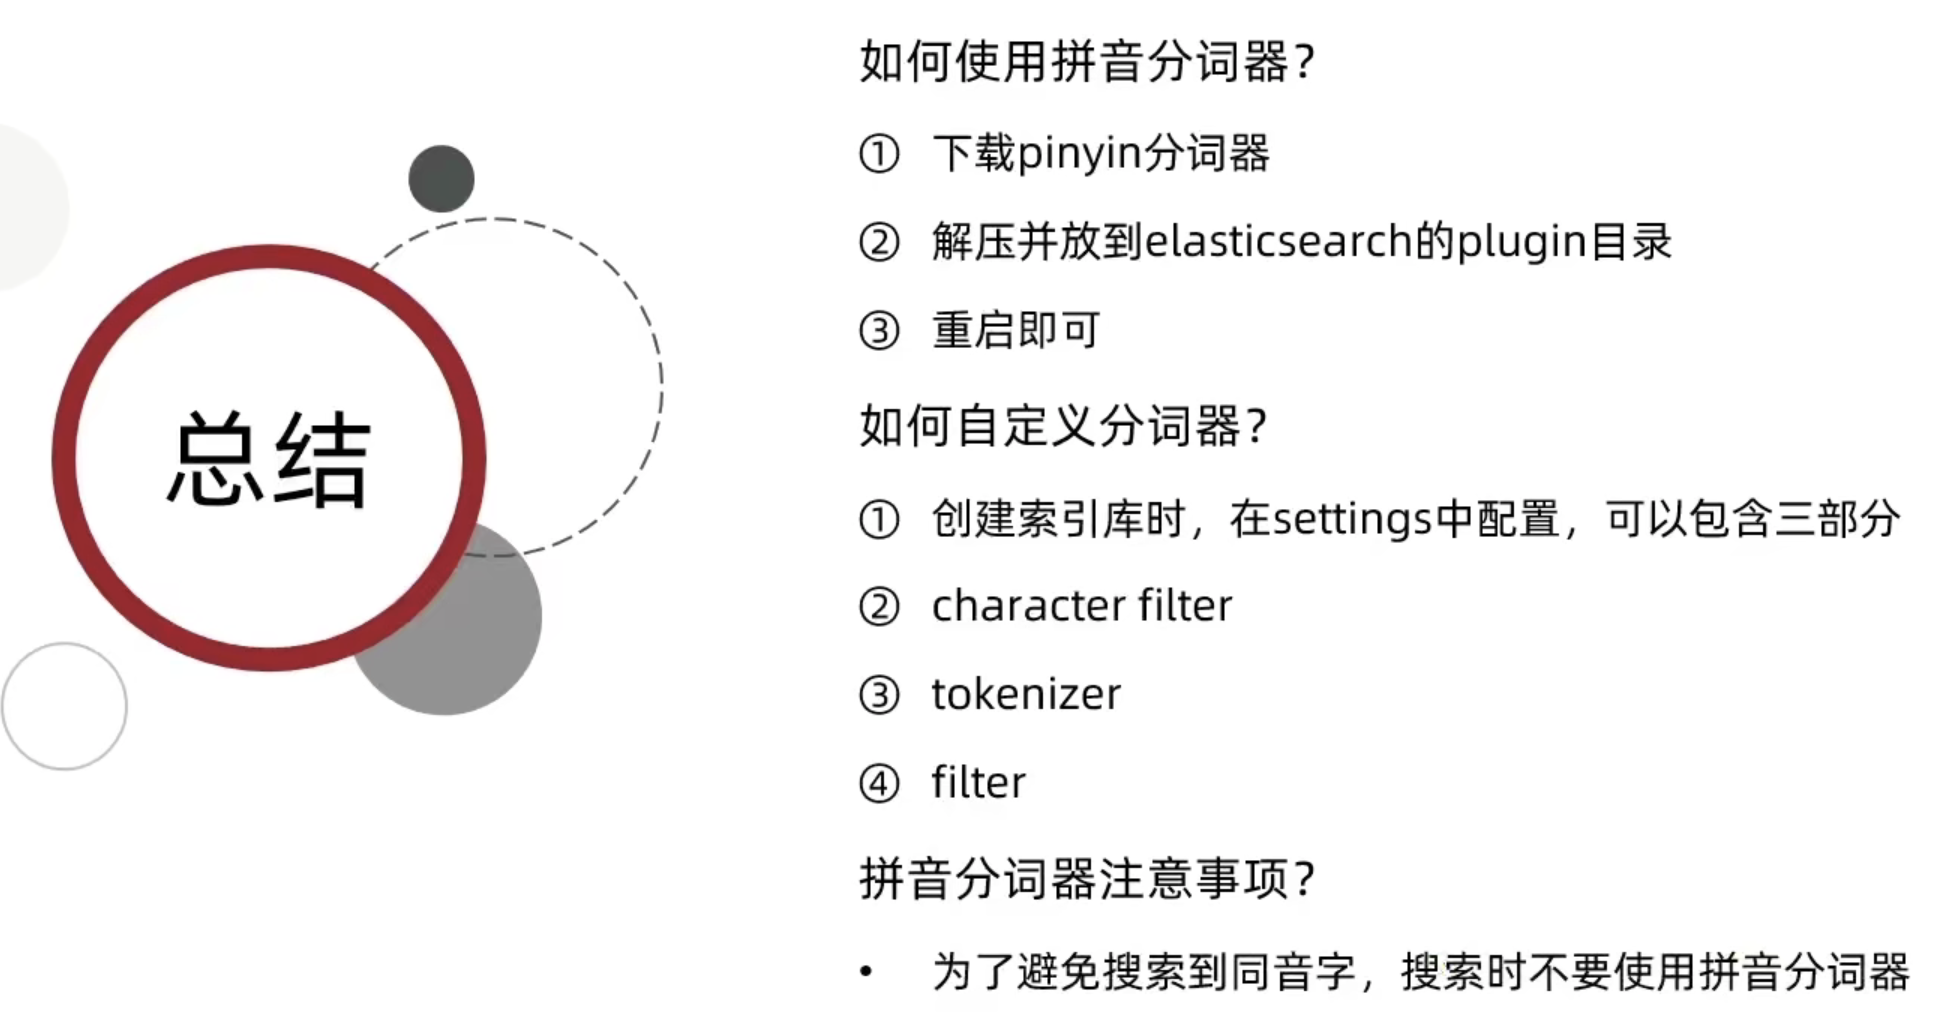 总结
如何使用拼音分词器？
① 下载pinyin分词器
② 解压并放到elasticsearch的plugin目录
③ 重启即可
如何自定义分词器？
① 创建索引库时，在settings中配置，可以包含三部分
② character filter
③ tokenizer
④ filter
拼音分词器注意事项？
• 为了避免搜索到同音字，搜索时不要使用拼音分词器